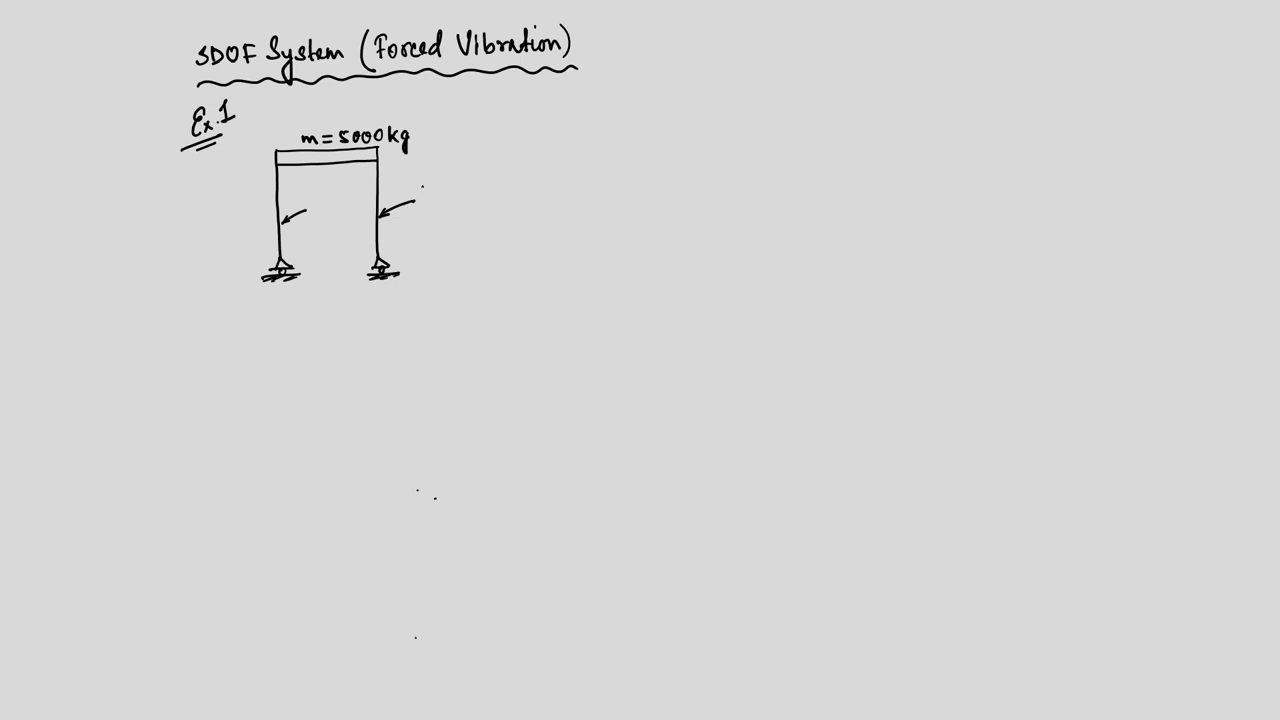 SDOF System (Forced Vibration)
Ex.1
m = 5000kg